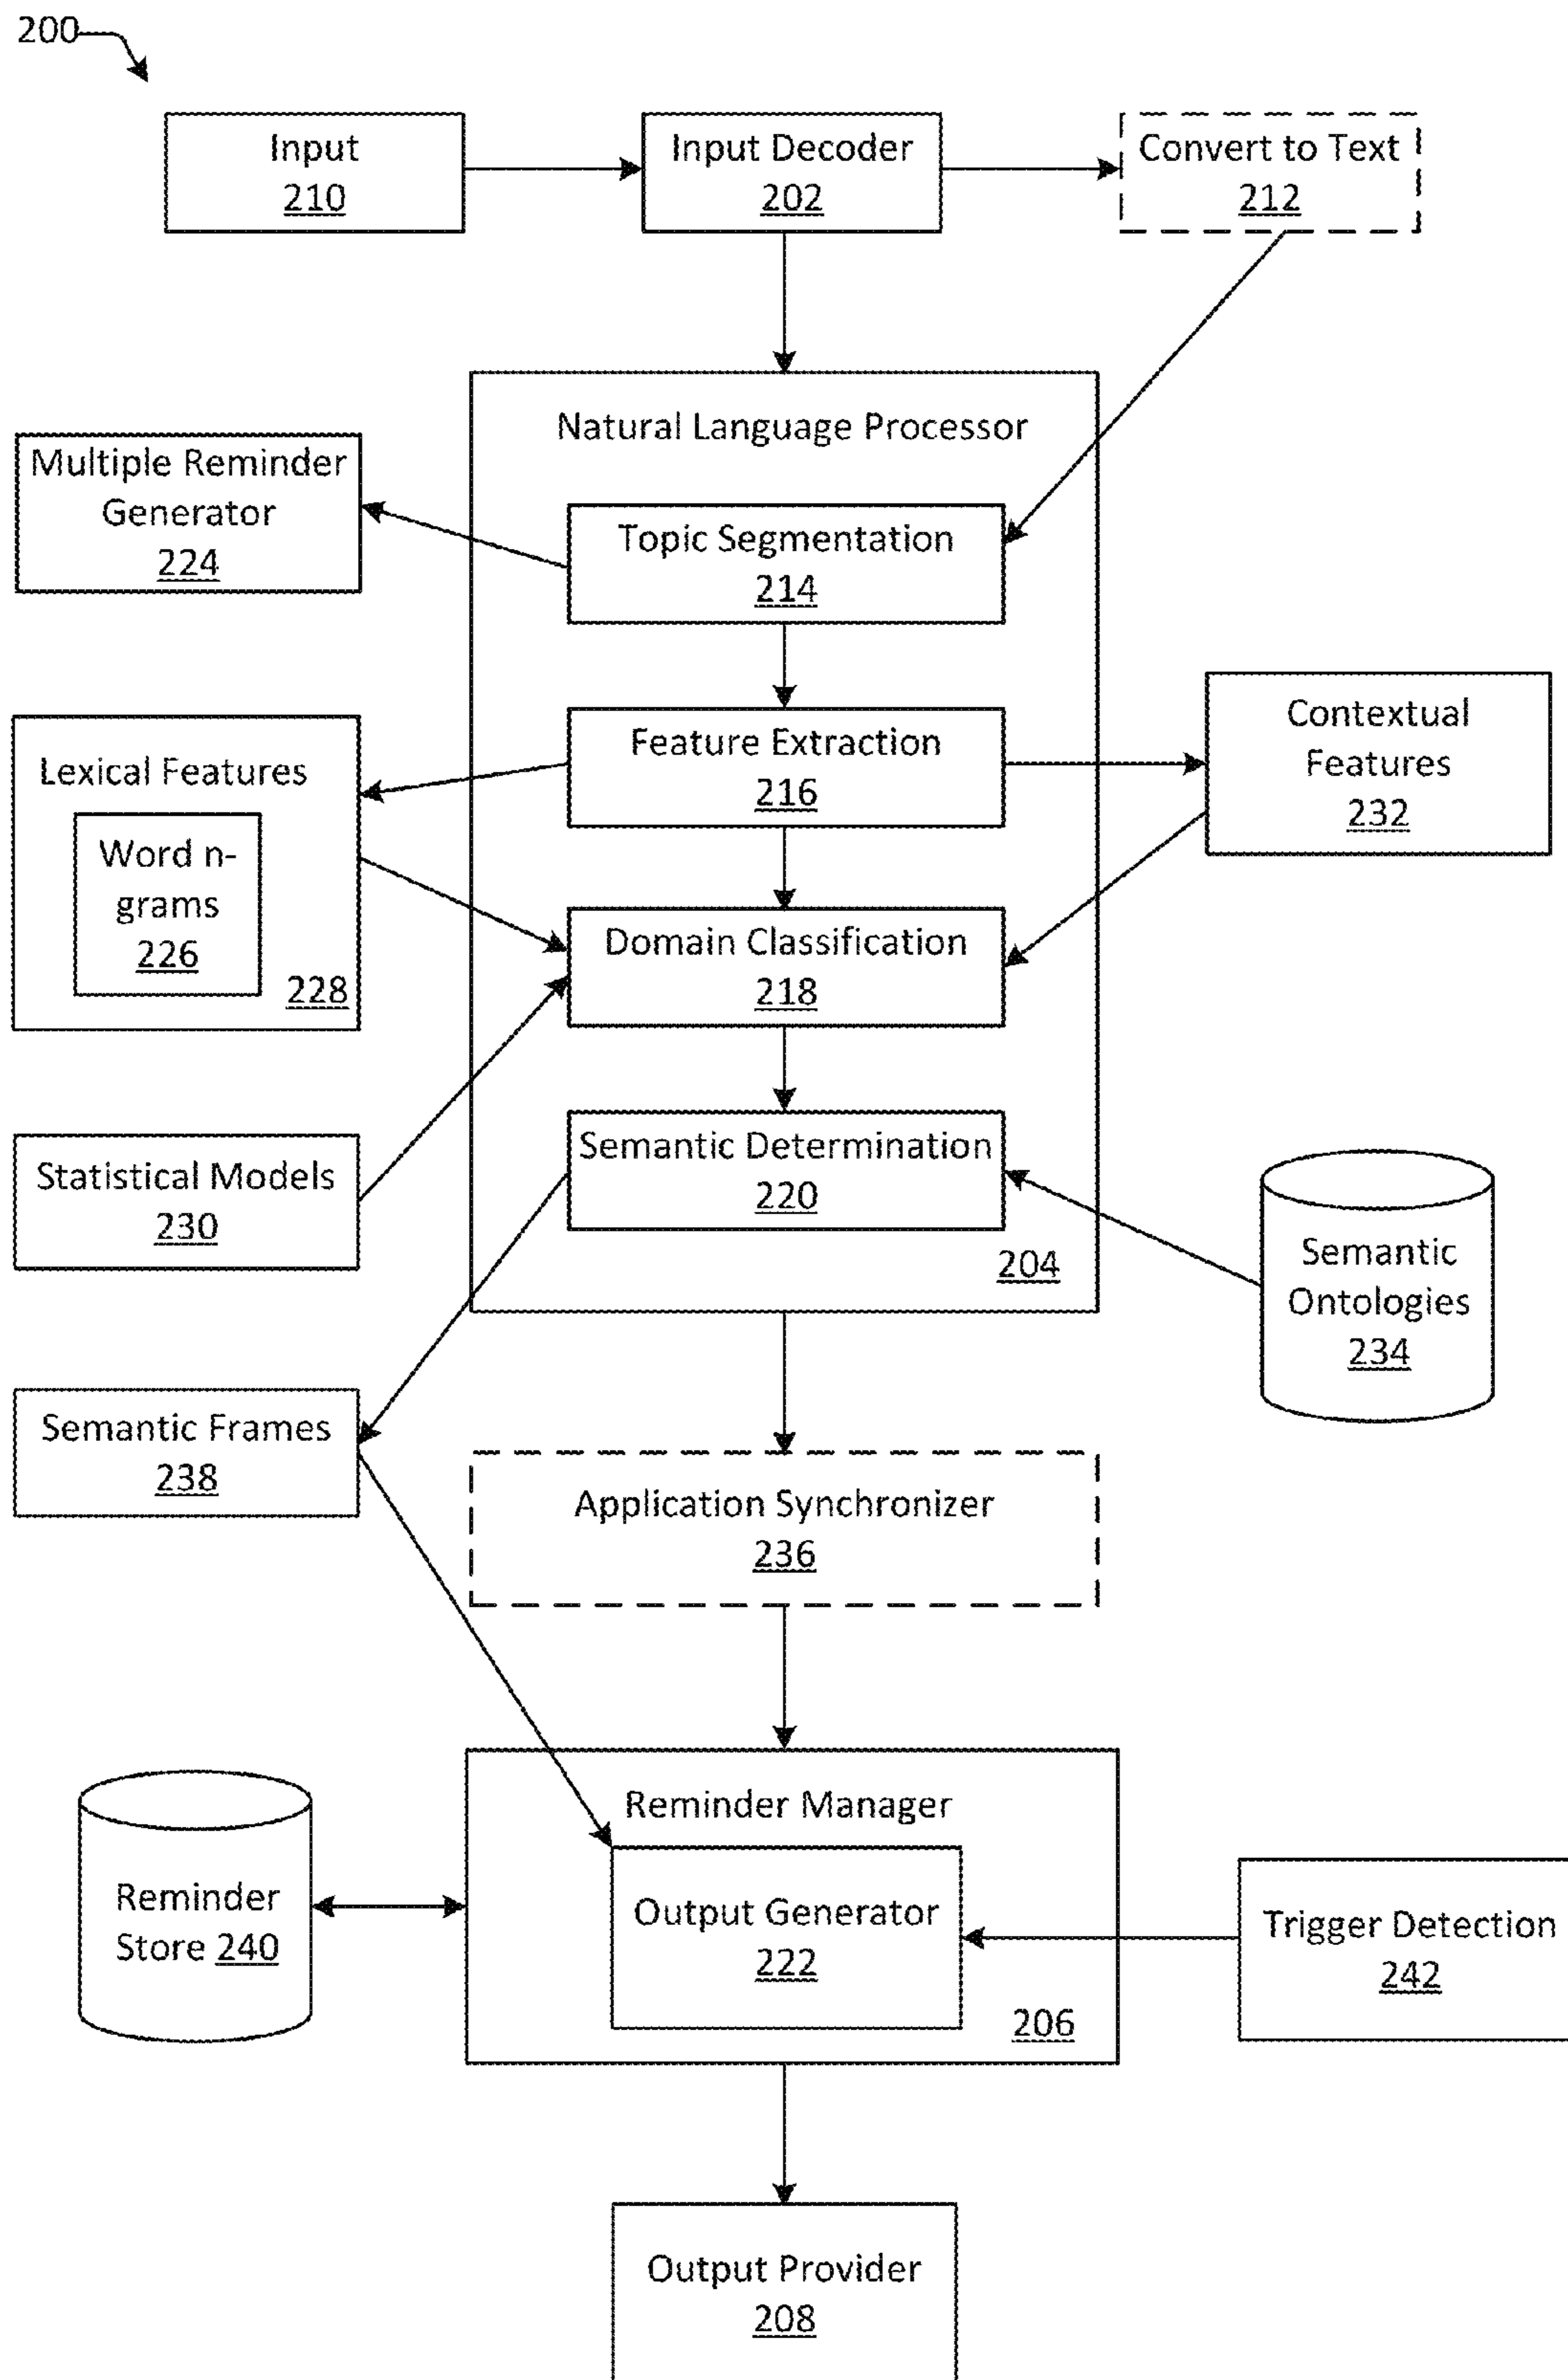 200
Input
210
Input Decoder
202
Convert to Text
212
Natural Language Processor
Multiple Reminder
Generator
224
Topic Segmentation
214
Feature Extraction
216
Contextual
Features
232
Lexical Features
Word n-
grams
226
228
Domain Classification
218
Statistical Models
230
Semantic Determination
220
204
Semantic
Ontologies
234
Semantic Frames
238
Application Synchronizer
236
Reminder Manager
Reminder
Store 240
Output Generator
222
206
Trigger Detection
242
Output Provider
208